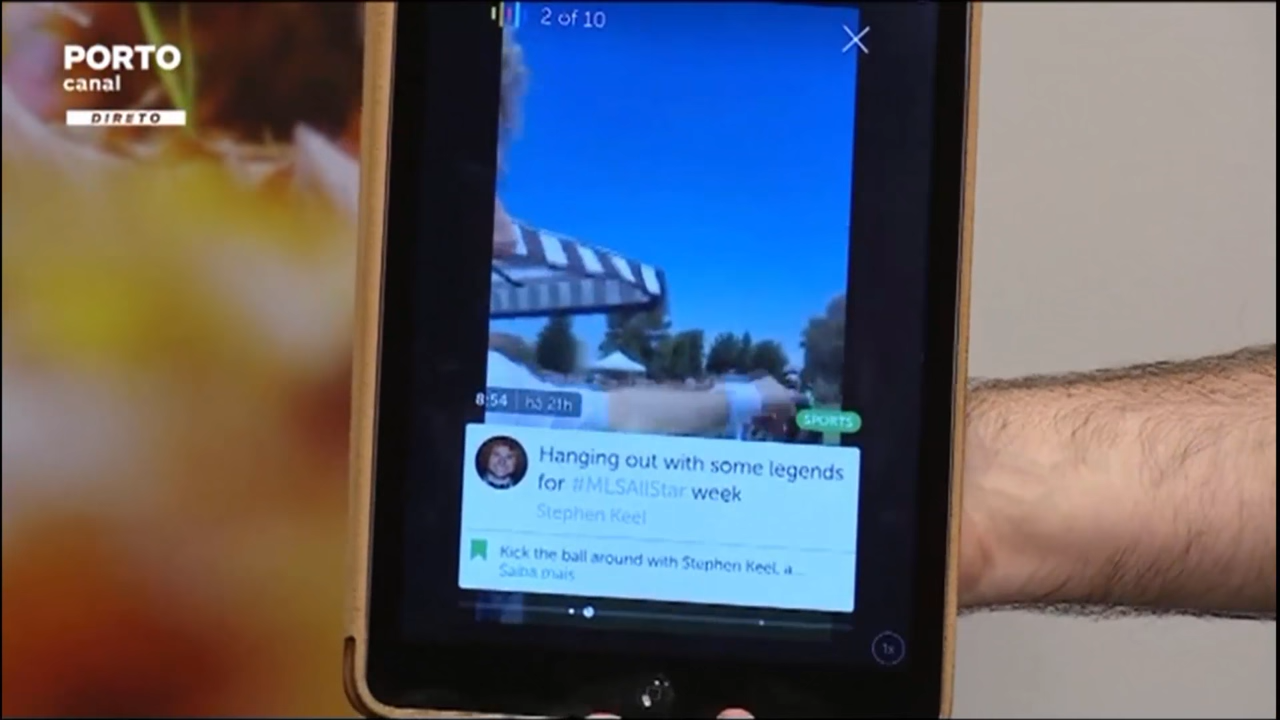 PORTO
canal
DIRETO
2 of 10
8:54 há 21h
SPORTS
Hanging out with some legends
for #MLSAllStar week
Stephen Keel
Kick the ball around with Stephen Keel, a...
Saiba mais
1x